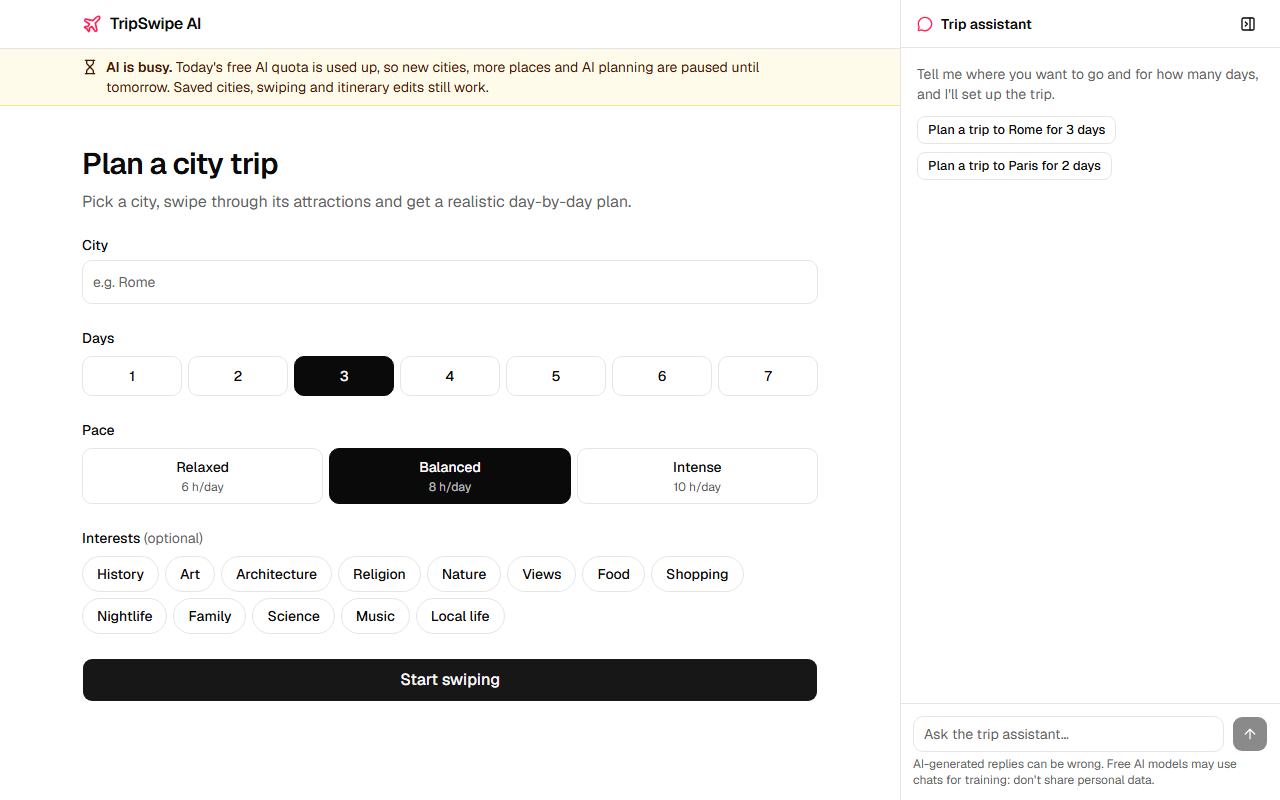 TripSwipe AI
AI is busy. Today's free AI quota is used up, so new cities, more places and AI planning are paused until
tomorrow. Saved cities, swiping and itinerary edits still work.
Plan a city trip
Pick a city, swipe through its attractions and get a realistic day-by-day plan.
City
e.g. Rome
Days
1 2 3 4 5 6 7
Pace
Relaxed Balanced Intense
6 h/day 8 h/day 10 h/day
Interests (optional)
History Art Architecture Religion Nature Views Food Shopping
Nightlife Family Science Music Local life
Start swiping
Trip assistant
Tell me where you want to go and for how many days,
and I'll set up the trip.
Plan a trip to Rome for 3 days
Plan a trip to Paris for 2 days
Ask the trip assistant…
AI-generated replies can be wrong. Free AI models may use
chats for training: don't share personal data.